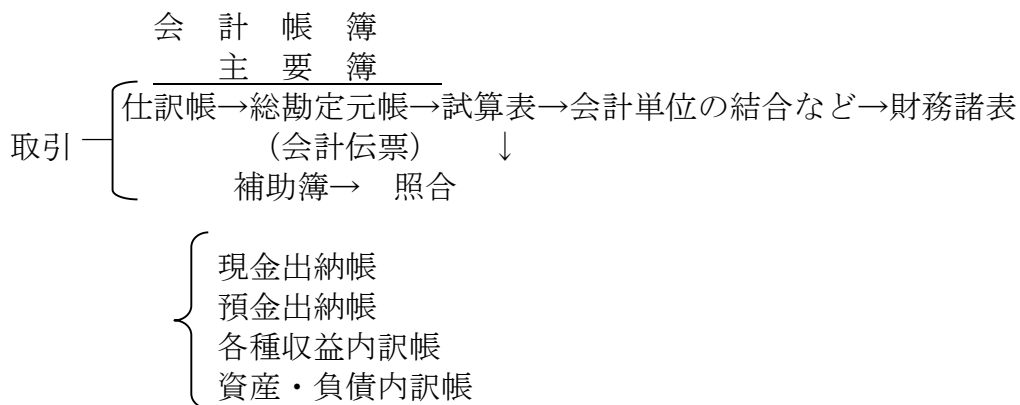 会 計 帳 簿
主 要 簿
仕訳帳→総勘定元帳→試算表→会計単位の結合など→財務諸表
取引 (会計伝票) ↓
補助簿→ 照合
現金出納帳
預金出納帳
各種収益内訳帳
資産・負債内訳帳